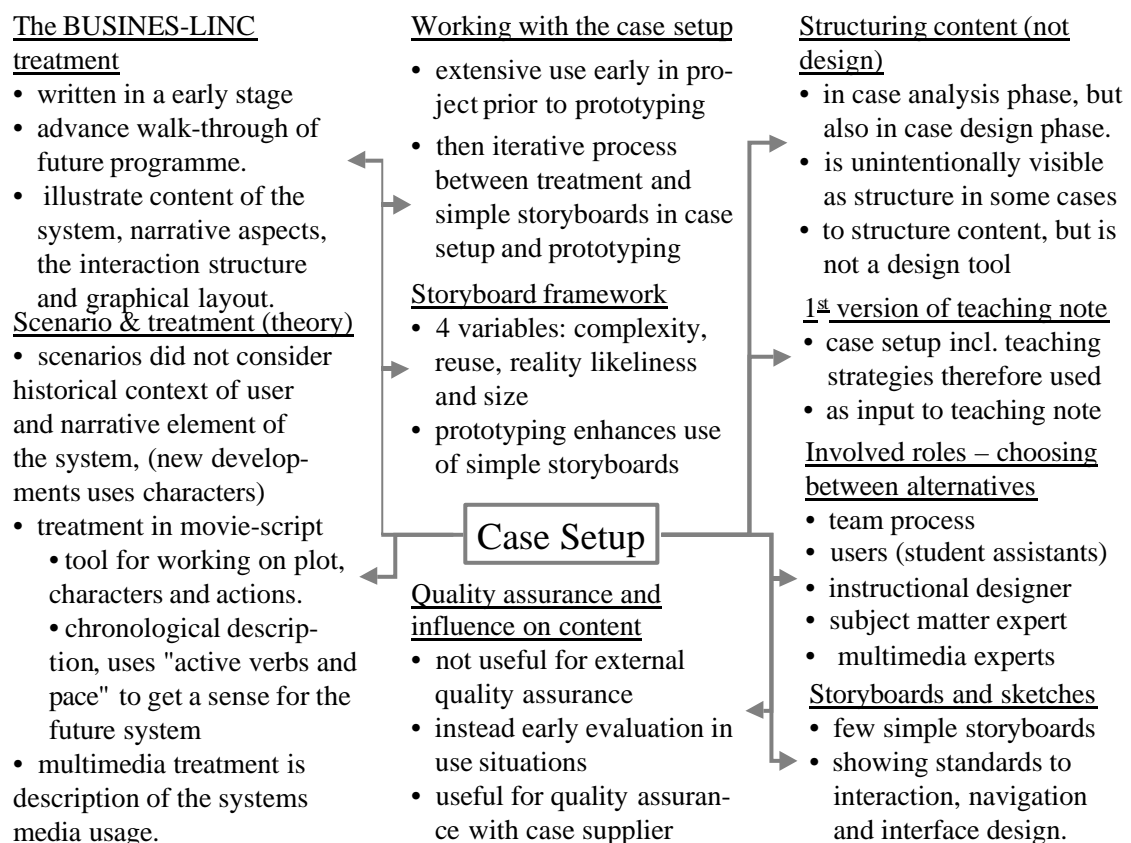 The BUSINES-LINC
treatment
• written in a early stage
• advance walk-through of
future programme.
• illustrate content of the
system, narrative aspects,
the interaction structure
and graphical layout.
Scenario & treatment (theory)
• scenarios did not consider
historical context of user
and narrative element of
the system, (new develop-
ments uses characters)
• treatment in movie-script
• tool for working on plot,
characters and actions.
• chronological descrip-
tion, uses "active verbs and
pace" to get a sense for the
future system
• multimedia treatment is
description of the systems
media usage.
Working with the case setup
• extensive use early in pro-
ject prior to prototyping
• then iterative process
between treatment and
simple storyboards in case
setup and prototyping
Storyboard framework
• 4 variables: complexity,
reuse, reality likeliness
and size
• prototyping enhances use
of simple storyboards
Case Setup
Quality assurance and
influence on content
• not useful for external
quality assurance
• instead early evaluation in
use situations
• useful for quality assuran-
ce with case supplier
Structuring content (not
design)
• in case analysis phase, but
also in case design phase.
• is unintentionally visible
as structure in some cases
• to structure content, but is
not a design tool
1st version of teaching note
• case setup incl. teaching
strategies therefore used
• as input to teaching note
Involved roles – choosing
between alternatives
• team process
• users (student assistants)
• instructional designer
• subject matter expert
• multimedia experts
Storyboards and sketches
• few simple storyboards
• showing standards to
interaction, navigation
and interface design.